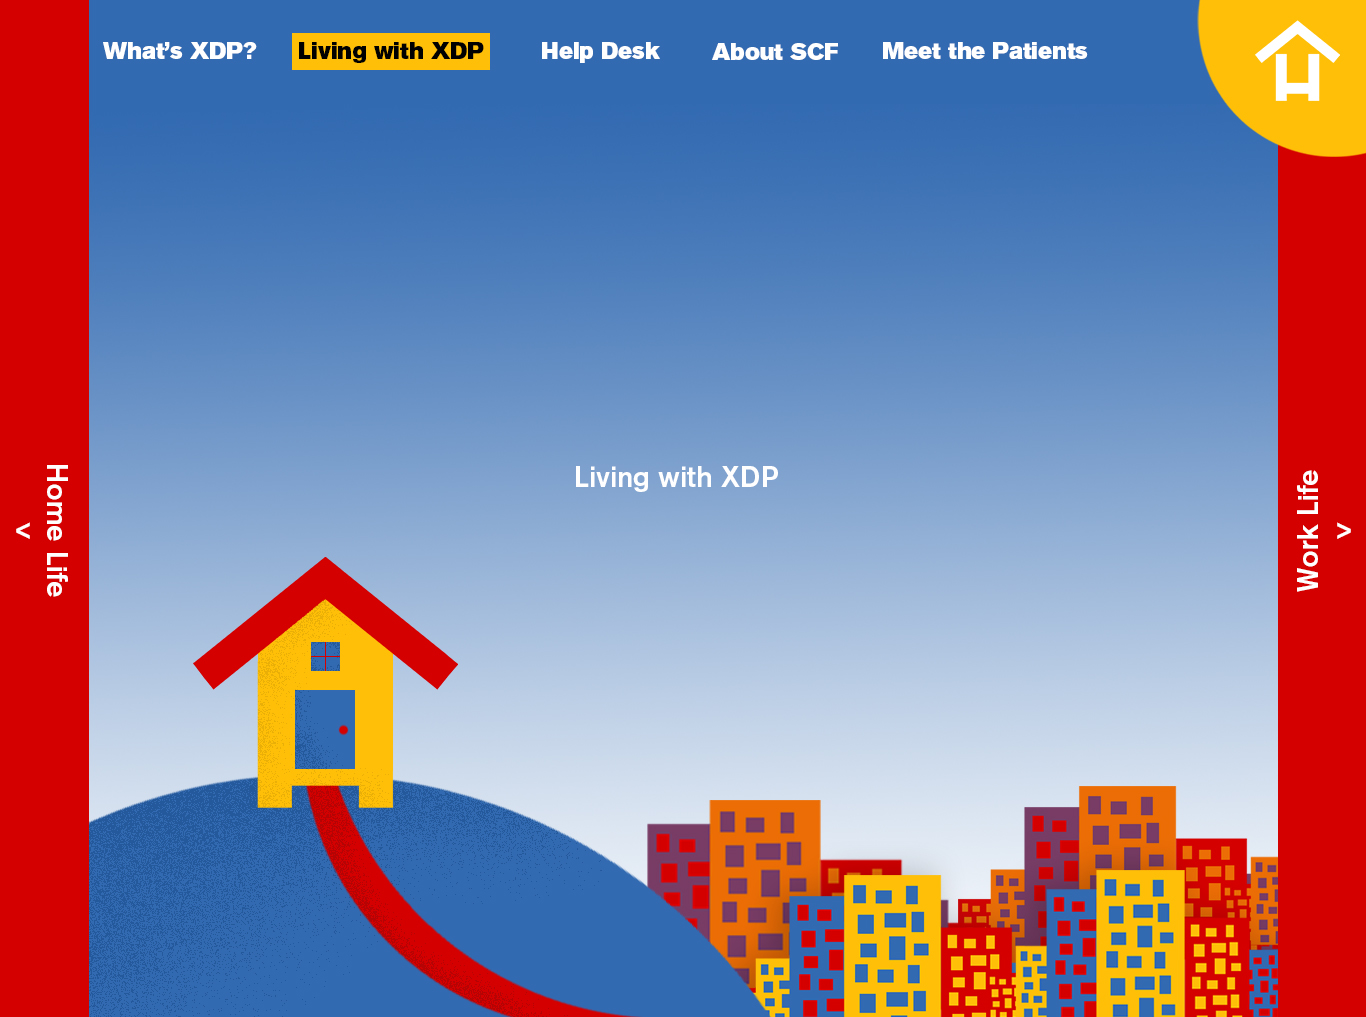 What's XDP?
Living with XDP
Help Desk
About SCF
Meet the Patients
Living with XDP
Home Life
<
Work Life
>